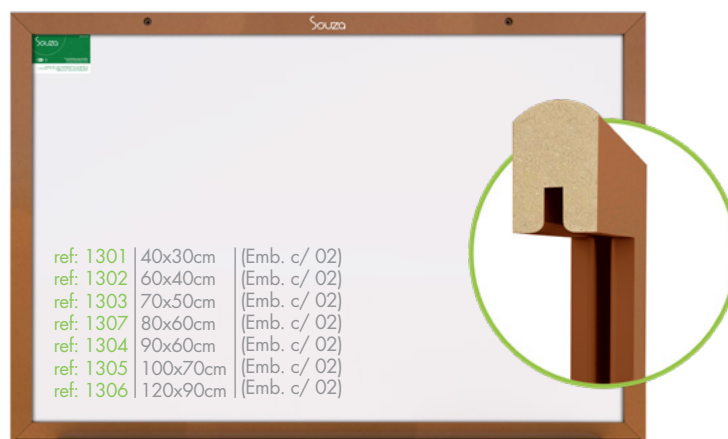 Souza
Souza
ref: 1301 40x30cm (Emb. c/ 02)
ref: 1302 60x40cm (Emb. c/ 02)
ref: 1303 70x50cm (Emb. c/ 02)
ref: 1307 80x60cm (Emb. c/ 02)
ref: 1304 90x60cm (Emb. c/ 02)
ref: 1305 100x70cm (Emb. c/ 02)
ref: 1306 120x90cm (Emb. c/ 02)